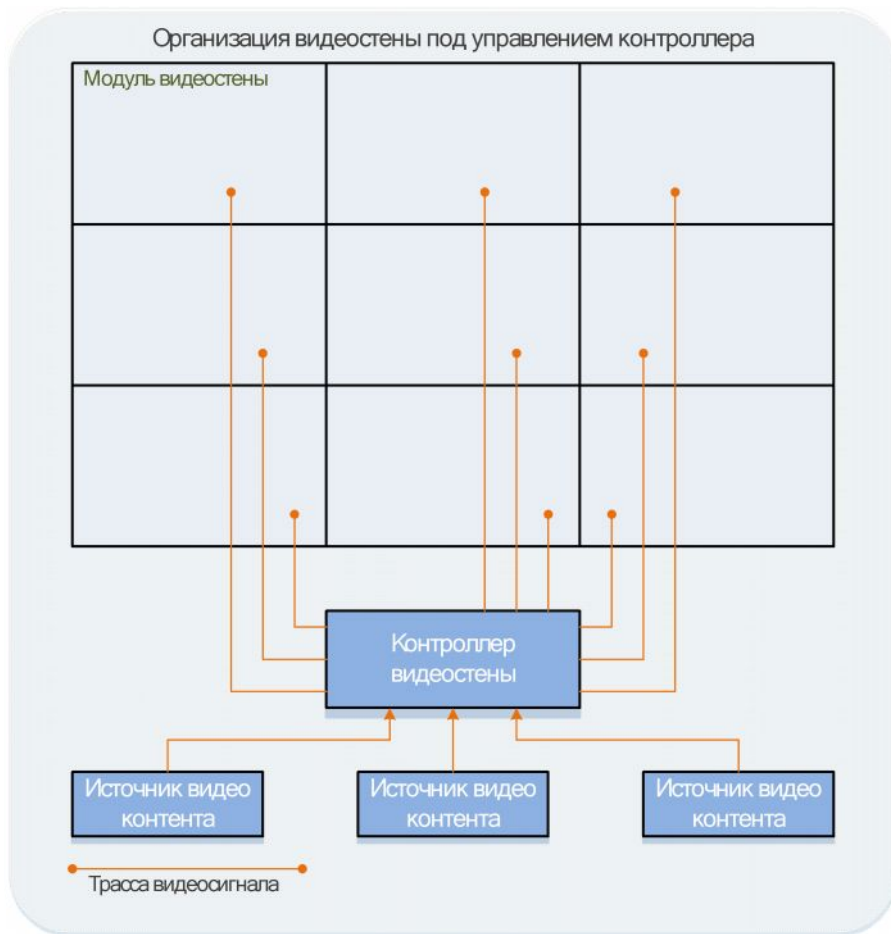 Организация видеостены под управлением контроллера
Модуль видеостены
Контроллер
видеостены
Источник видео
контента
Источник видео
контента
Источник видео
контента
Трасса видеосигнала